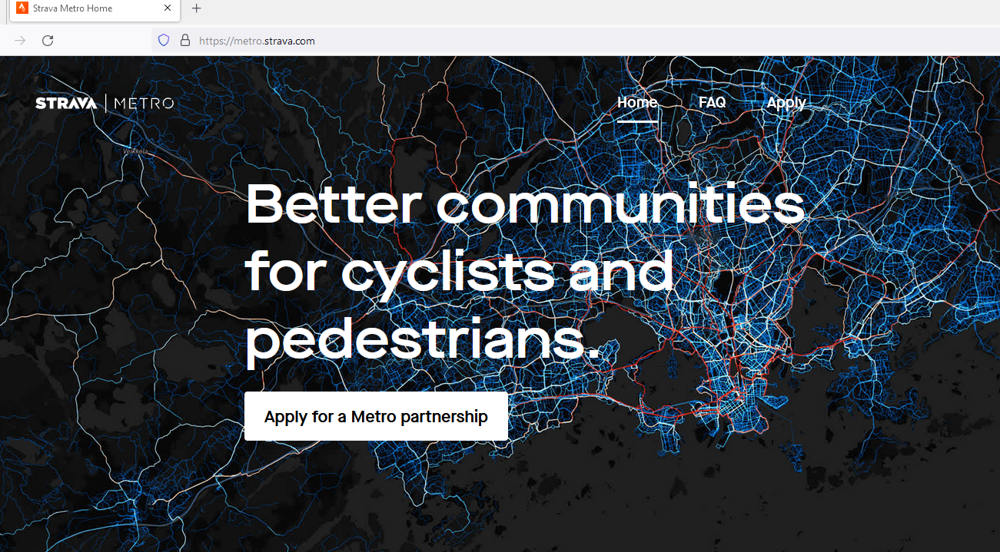 Strava Metro Home
https://metro.strava.com
STRAVA | METRO
Home FAQ Apply
Veikkola
Better communities
for cyclists and
pedestrians.
Apply for a Metro partnership